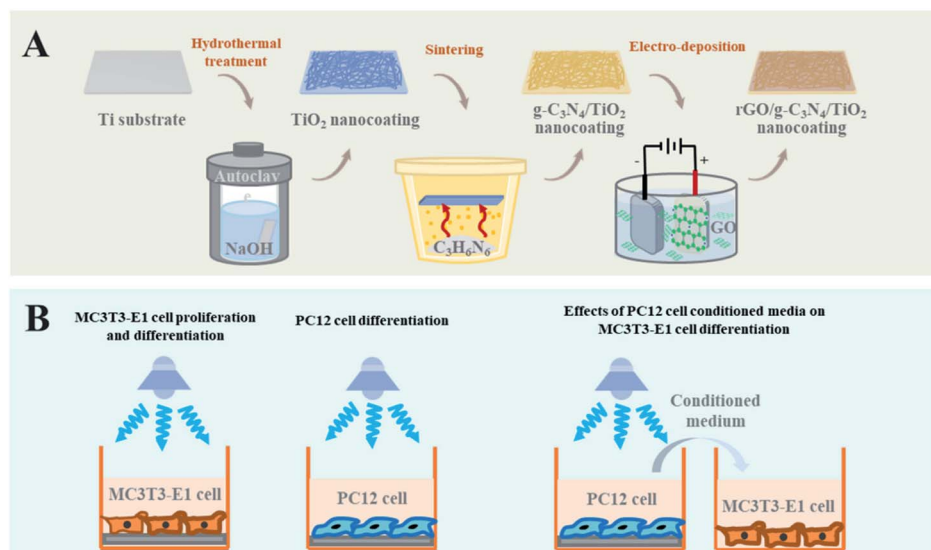 A
Hydrothermal
treatment
Sintering
Electro-deposition
Ti substrate
TiO₂ nanocoating
g-C₃N₄/TiO₂
nanocoating
rGO/g-C₃N₄/TiO₂
nanocoating
Autoclav
e
NaOH
C₃H₆N₆
-
+
GO
B
MC3T3-E1 cell proliferation
and differentiation
PC12 cell differentiation
Effects of PC12 cell conditioned media on
MC3T3-E1 cell differentiation
Conditioned
medium
MC3T3-E1 cell
PC12 cell
PC12 cell
MC3T3-E1 cell